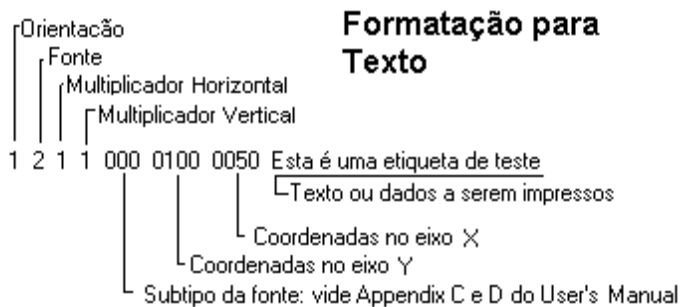 Formatação para
Texto
Orientacão
Fonte
Multiplicador Horizontal
Multiplicador Vertical
1 2 1 1 000 0100 0050 Esta é uma etiqueta de teste
Texto ou dados a serem impressos
Coordenadas no eixo X
Coordenadas no eixo Y
Subtipo da fonte: vide Appendix C e D do User's Manual